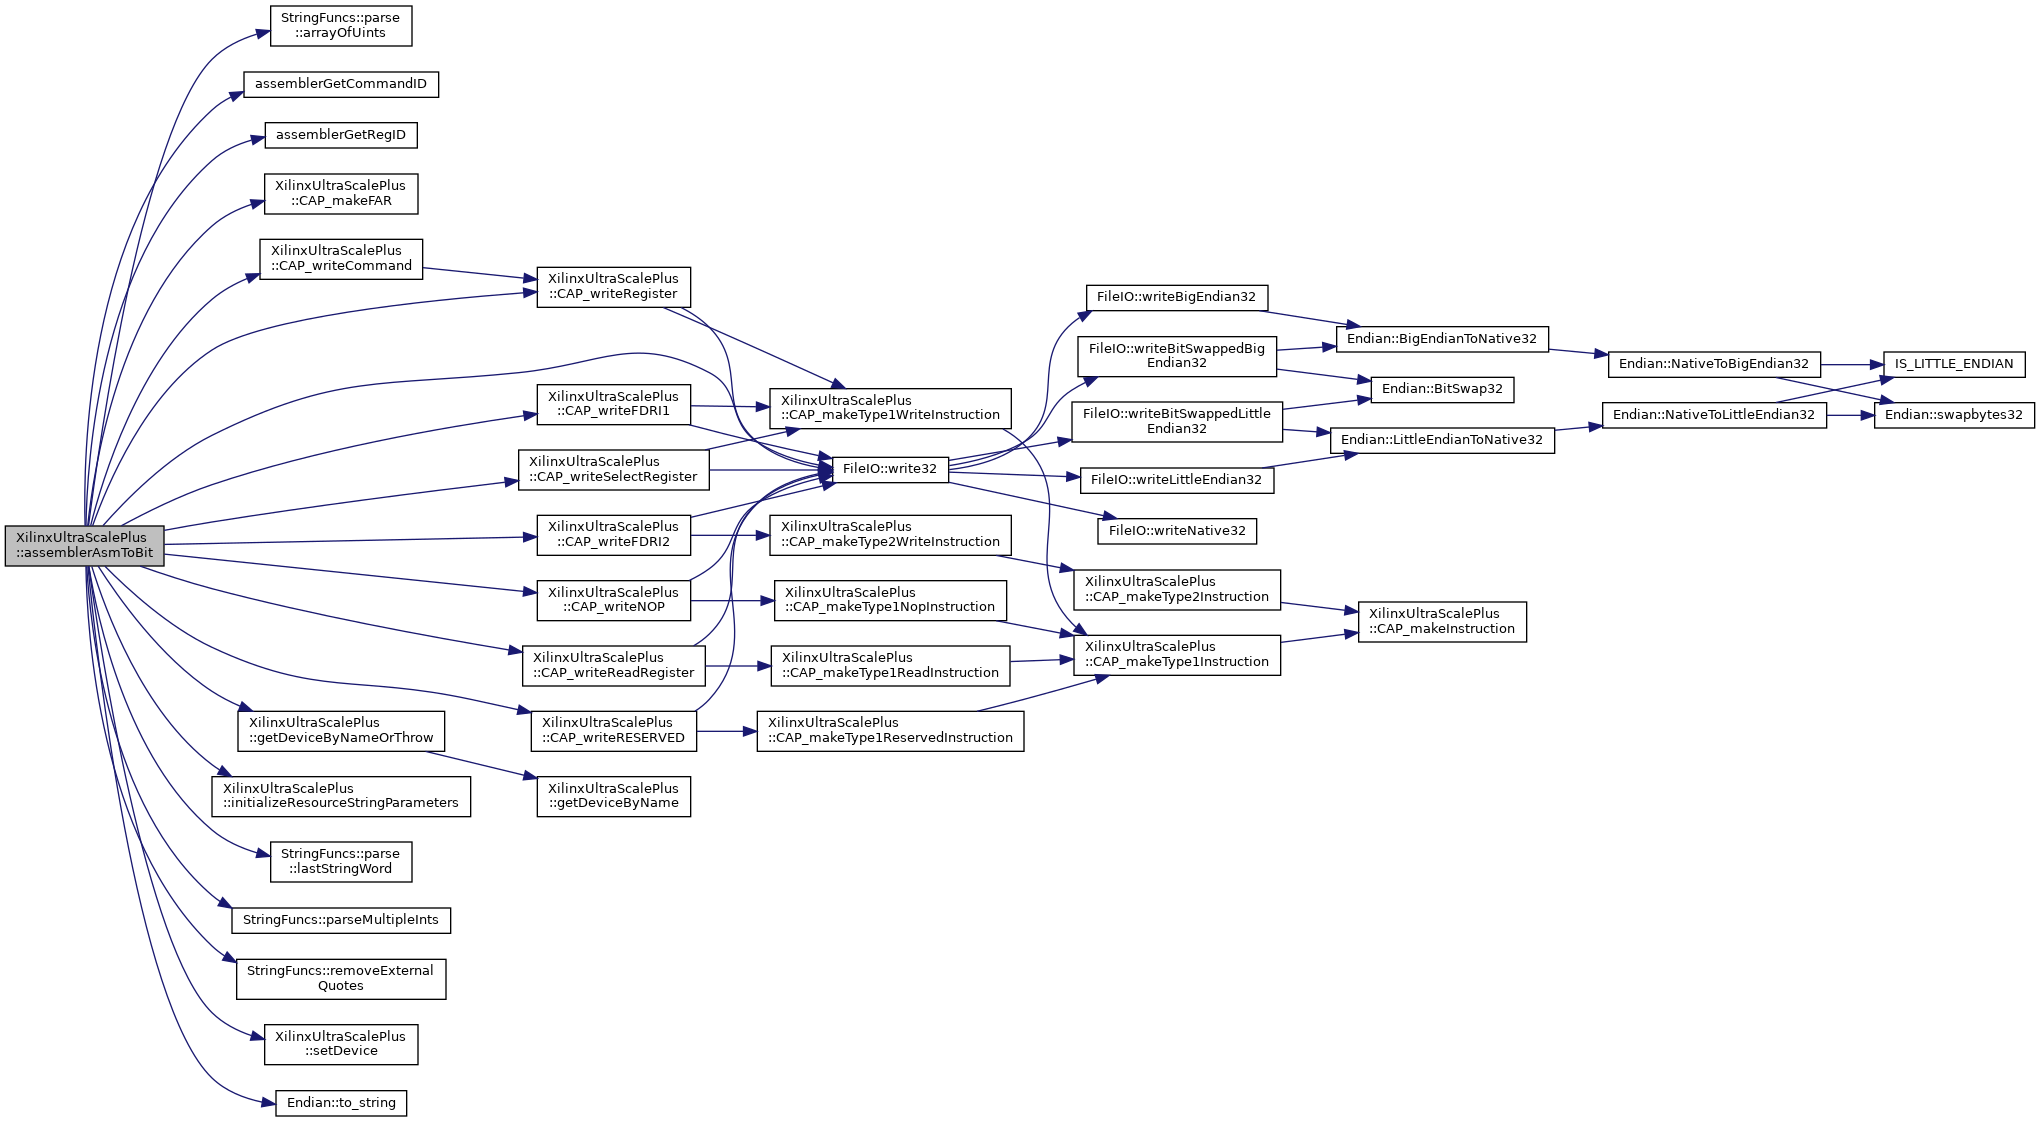 StringFuncs::parse
::arrayOfUints
assemblerGetCommandID
assemblerGetRegID
XilinxUltraScalePlus
::CAP_makeFAR
XilinxUltraScalePlus
::CAP_writeCommand
XilinxUltraScalePlus
::CAP_writeRegister
XilinxUltraScalePlus
::CAP_writeFDRI1
XilinxUltraScalePlus
::CAP_writeSelectRegister
XilinxUltraScalePlus
::assemblerAsmToBit
XilinxUltraScalePlus
::CAP_writeFDRI2
XilinxUltraScalePlus
::CAP_writeNOP
XilinxUltraScalePlus
::CAP_writeReadRegister
XilinxUltraScalePlus
::getDeviceByNameOrThrow
XilinxUltraScalePlus
::CAP_writeRESERVED
XilinxUltraScalePlus
::initializeResourceStringParameters
XilinxUltraScalePlus
::getDeviceByName
StringFuncs::parse
::lastStringWord
StringFuncs::parseMultipleInts
StringFuncs::removeExternal
Quotes
XilinxUltraScalePlus
::setDevice
Endian::to_string
XilinxUltraScalePlus
::CAP_makeType1WriteInstruction
FileIO::write32
XilinxUltraScalePlus
::CAP_makeType2WriteInstruction
XilinxUltraScalePlus
::CAP_makeType1NopInstruction
XilinxUltraScalePlus
::CAP_makeType1ReadInstruction
XilinxUltraScalePlus
::CAP_makeType1ReservedInstruction
FileIO::writeBigEndian32
FileIO::writeBitSwappedBig
Endian32
FileIO::writeBitSwappedLittle
Endian32
FileIO::writeLittleEndian32
FileIO::writeNative32
XilinxUltraScalePlus
::CAP_makeType2Instruction
XilinxUltraScalePlus
::CAP_makeType1Instruction
Endian::BigEndianToNative32
Endian::BitSwap32
Endian::LittleEndianToNative32
XilinxUltraScalePlus
::CAP_makeInstruction
Endian::NativeToBigEndian32
Endian::NativeToLittleEndian32
IS_LITTLE_ENDIAN
Endian::swapbytes32